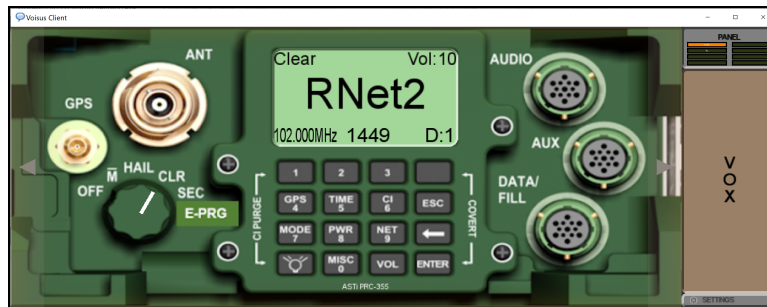 Voisus Client
PANEL
ANT
GPS
M
HAIL
CLR
OFF
SEC
E-PRG
Clear
Vol:10
RNet2
102.000MHz 1449 D:1
1
2
3
GPS
4
TIME
5
CI
6
ESC
MODE
7
PWR
8
NET
9
MISC
0
VOL
ENTER
CI PURGE
COVERT
ASTi PRC-355
AUDIO
AUX
DATA/
FILL
VOX
SETTINGS